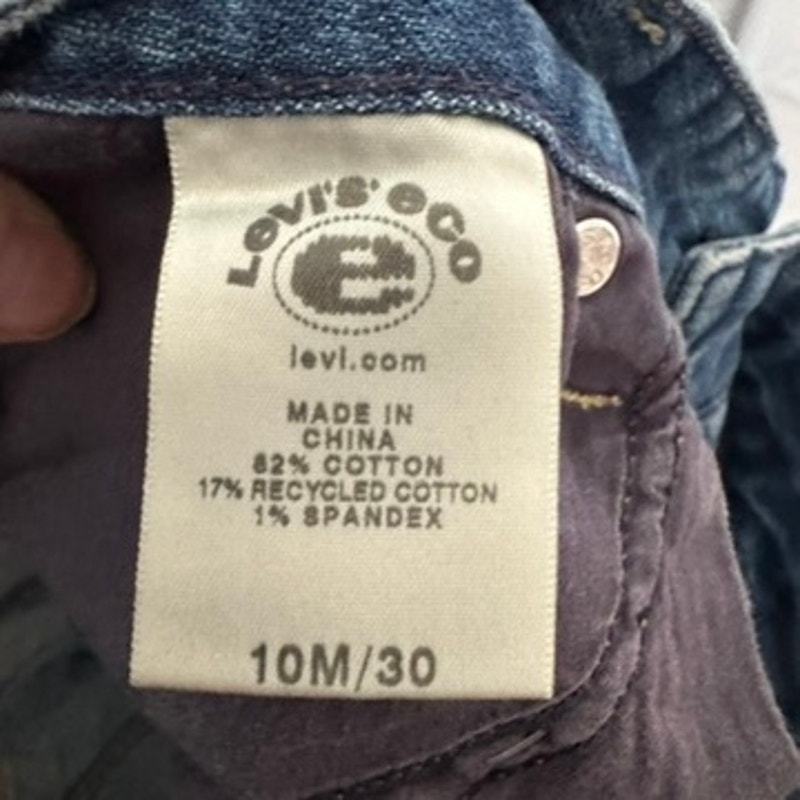 Levi's' eco
e
levi.com
MADE IN
CHINA
82% COTTON
17% RECYCLED COTTON
1% SPANDEX
10M/30